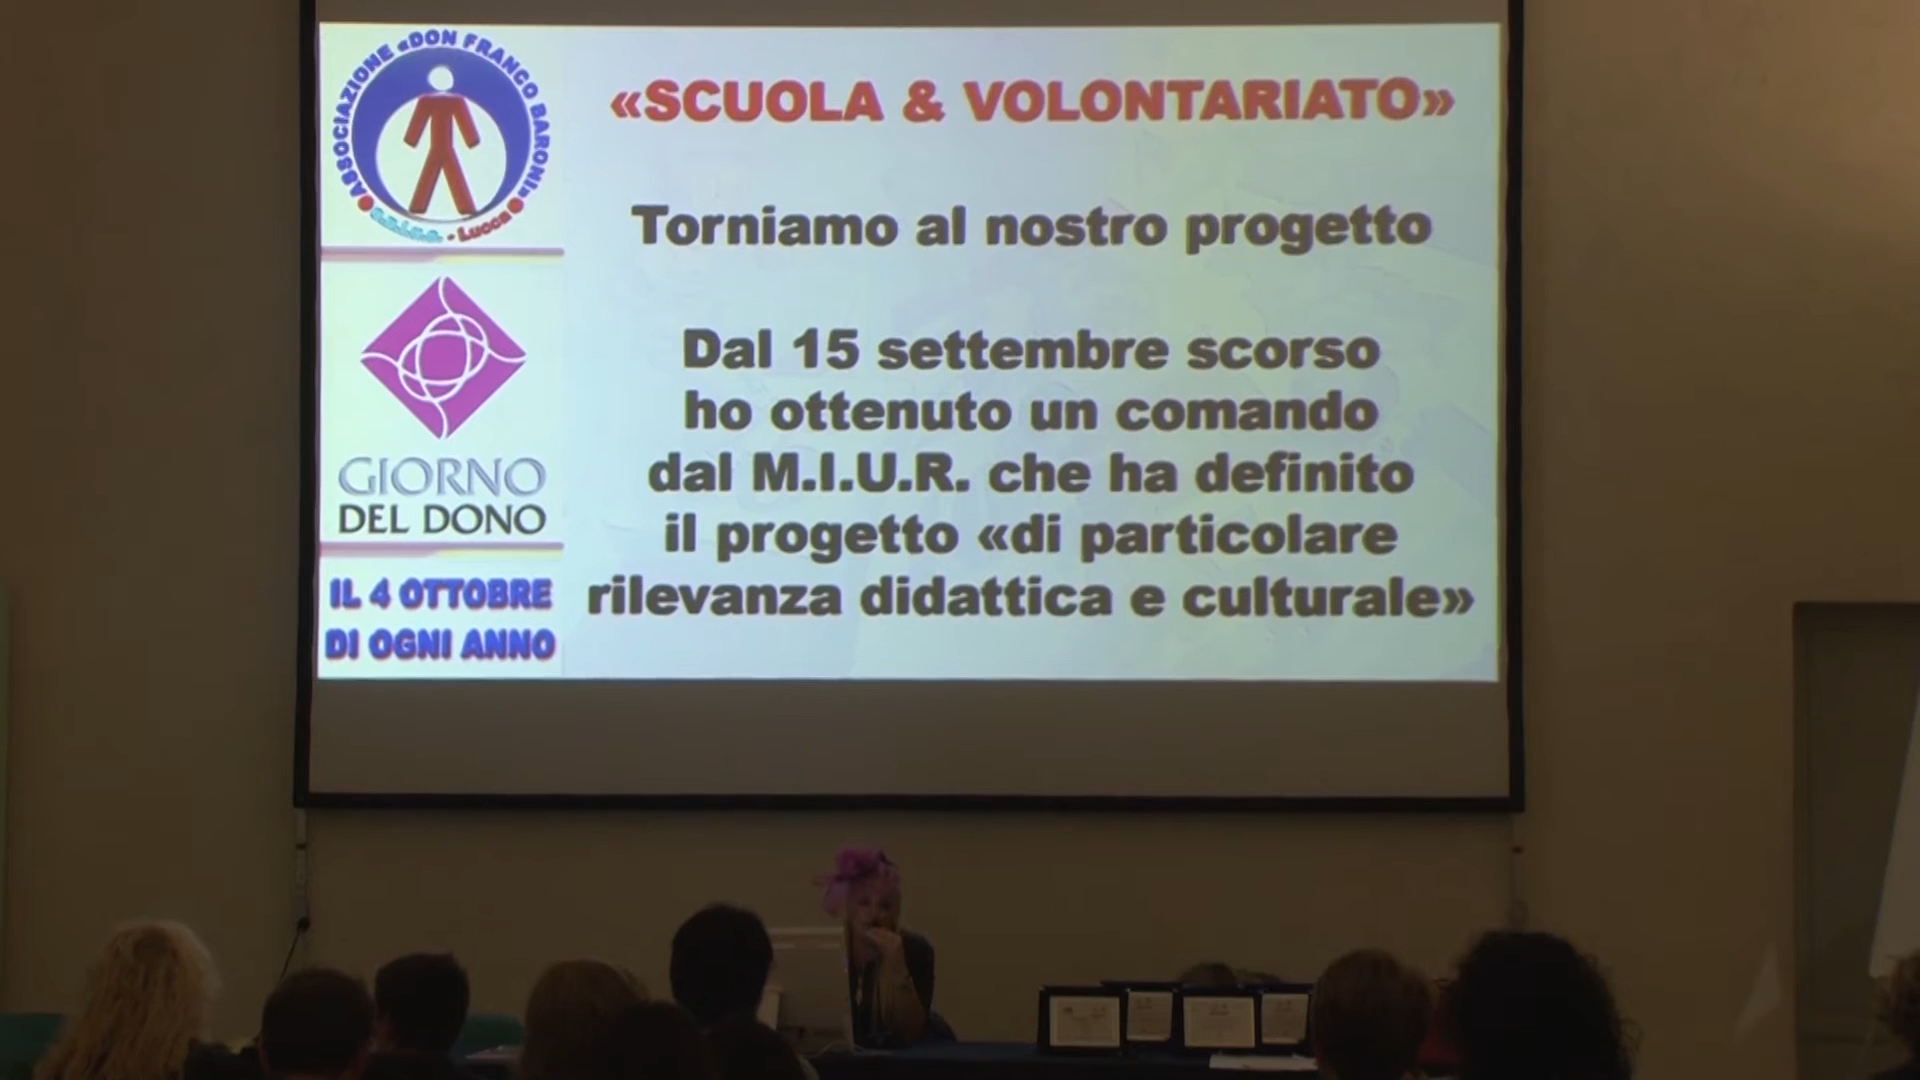 ASSOCIAZIONE «DON FRANCO BARONI»
O.N.L.U.S. - Lucca
GIORNO
DEL DONO
IL 4 OTTOBRE
DI OGNI ANNO
«SCUOLA & VOLONTARIATO»
Torniamo al nostro progetto
Dal 15 settembre scorso
ho ottenuto un comando
dal M.I.U.R. che ha definito
il progetto «di particolare
rilevanza didattica e culturale»